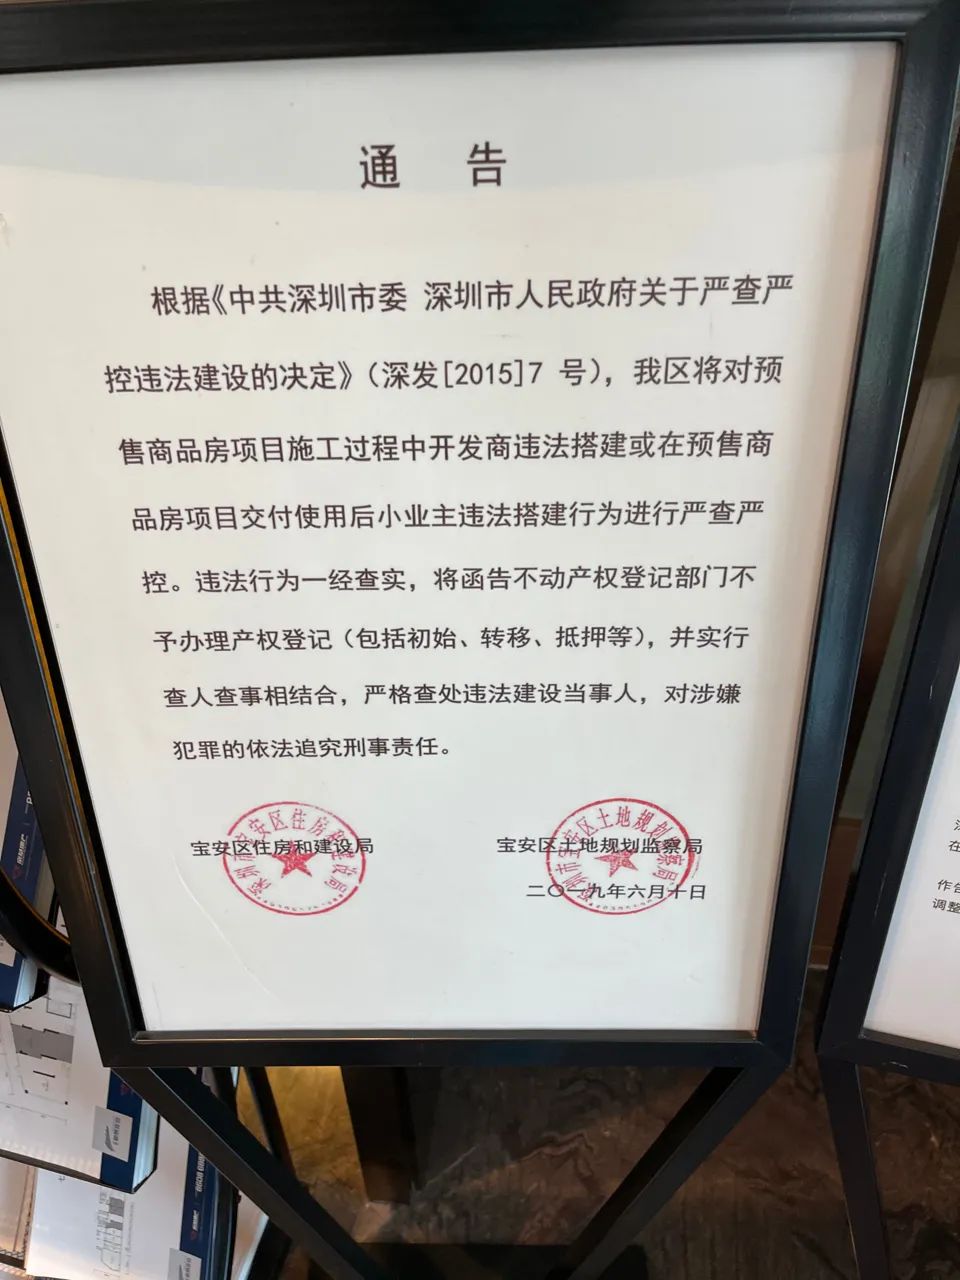 通 告
根据《中共深圳市委 深圳市人民政府关于严查严
控违法建设的决定》（深发[2015]7 号），我区将对预
售商品房项目施工过程中开发商违法搭建或在预售商
品房项目交付使用后小业主违法搭建行为进行严查严
控。违法行为一经查实，将函告不动产权登记部门不
予办理产权登记（包括初始、转移、抵押等），并实行
查人查事相结合，严格查处违法建设当事人，对涉嫌
犯罪的依法追究刑事责任。
宝安区住房和建设局
宝安区土地规划监察局
二〇一九年六月十日
作
调整